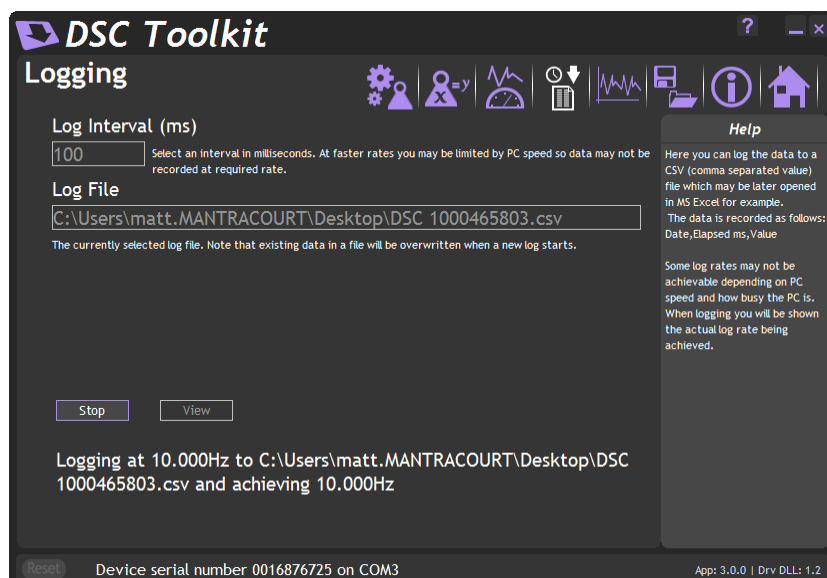 DSC Toolkit
?
Logging
x
=y
Log Interval (ms)
100
Select an interval in milliseconds. At faster rates you may be limited by PC speed so data may not be
recorded at required rate.
Log File
C:\Users\matt.MANTRACOURT\Desktop\DSC 1000465803.csv
The currently selected log file. Note that existing data in a file will be overwritten when a new log starts.
Stop
View
Logging at 10.000Hz to C:\Users\matt.MANTRACOURT\Desktop\DSC
1000465803.csv and achieving 10.000Hz
Help
Here you can log the data to a
CSV (comma separated value)
file which may be later opened
in MS Excel for example.
The data is recorded as follows:
Date,Elapsed ms,Value
Some log rates may not be
achievable depending on PC
speed and how busy the PC is.
When logging you will be shown
the actual log rate being
achieved.
Reset
Device serial number 0016876725 on COM3
App: 3.0.0 | Drv DLL: 1.2